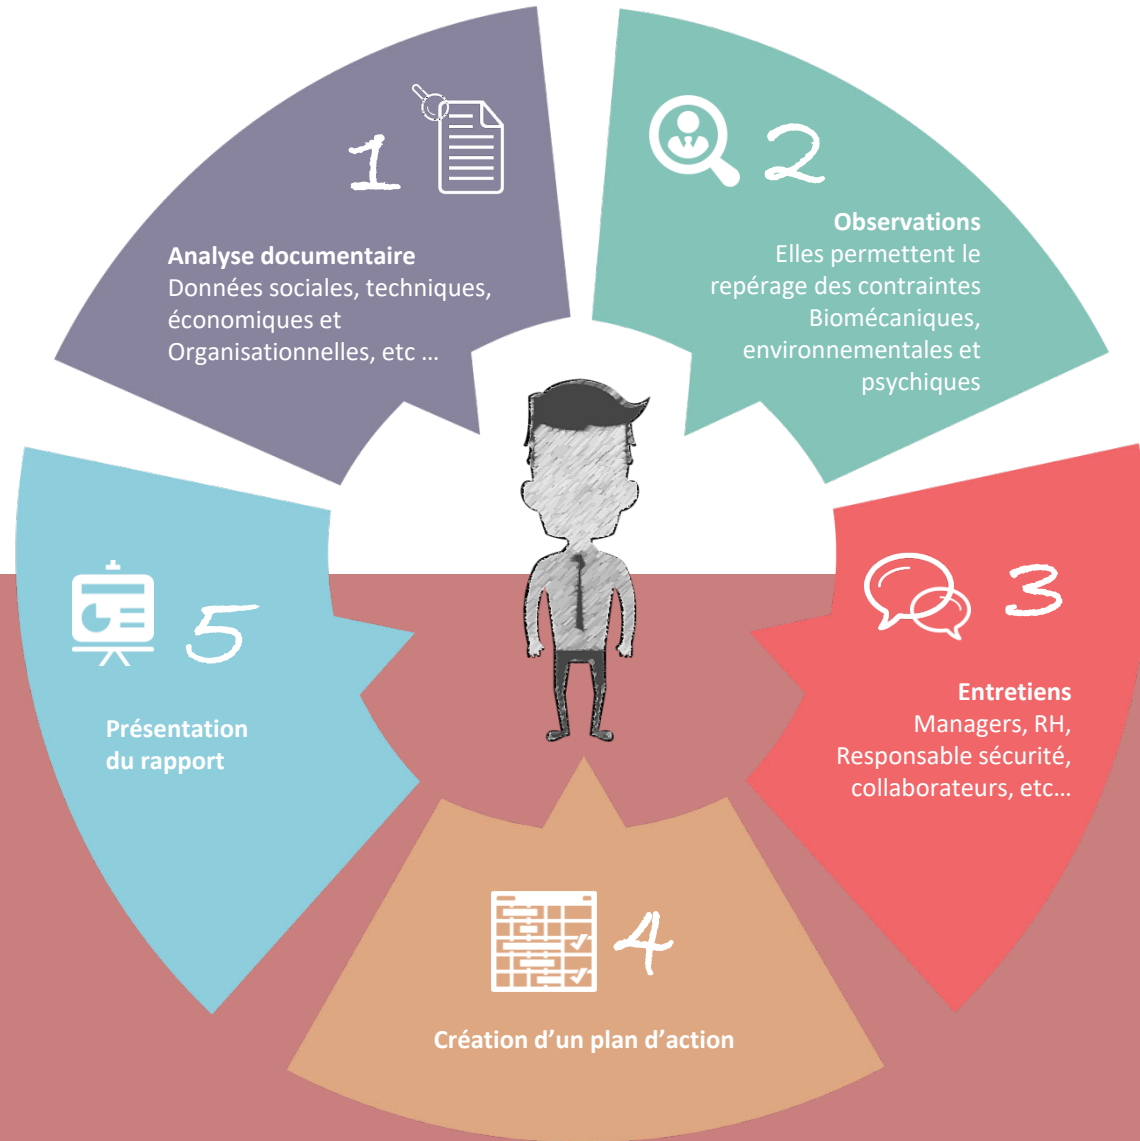 1
Analyse documentaire
Données sociales, techniques,
économiques et
Organisationnelles, etc ...
2
Observations
Elles permettent le
repérage des contraintes
Biomécaniques,
environnementales et
psychiques
3
Entretiens
Managers, RH,
Responsable sécurité,
collaborateurs, etc...
4
Création d’un plan d’action
5
Présentation
du rapport